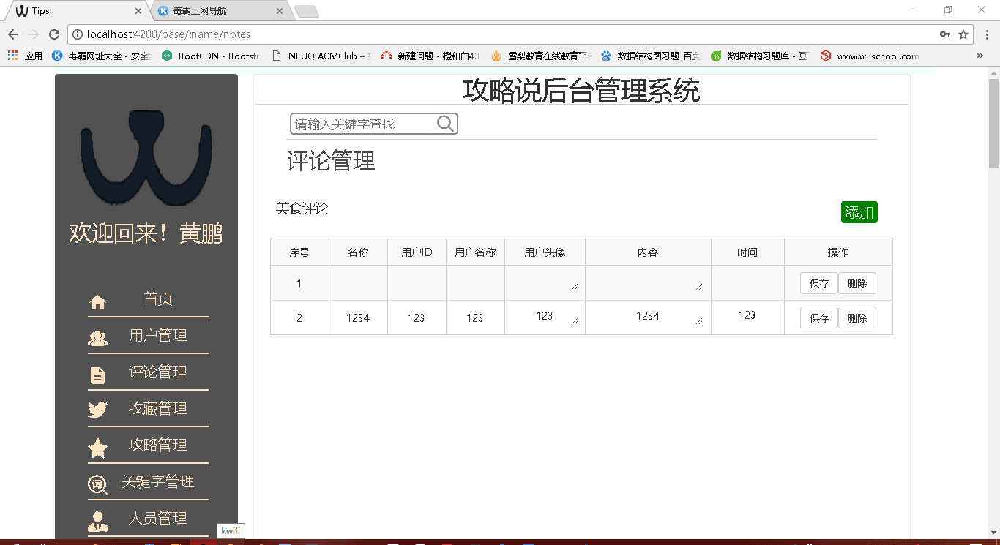 Tips
毒霸上网导航
localhost:4200/base/:name/notes
应用
毒霸网址大全 - 安全
BootCDN - Bootstr
NEUQ ACMClub –
新建问题 - 橙和白43
雪梨教育在线教育平
数据结构图习题_百度
数据结构习题库 - 豆
www.w3school.com
»
攻略说后台管理系统
请输入关键字查找
评论管理
美食评论
添加
序号 名称 用户ID 用户名称 用户头像 内容 时间 操作
1 保存 删除
2 1234 123 123 123 1234 123 保存 删除
欢迎回来！黄鹏
首页
用户管理
评论管理
收藏管理
攻略管理
词 关键字管理
人员管理
kwifi